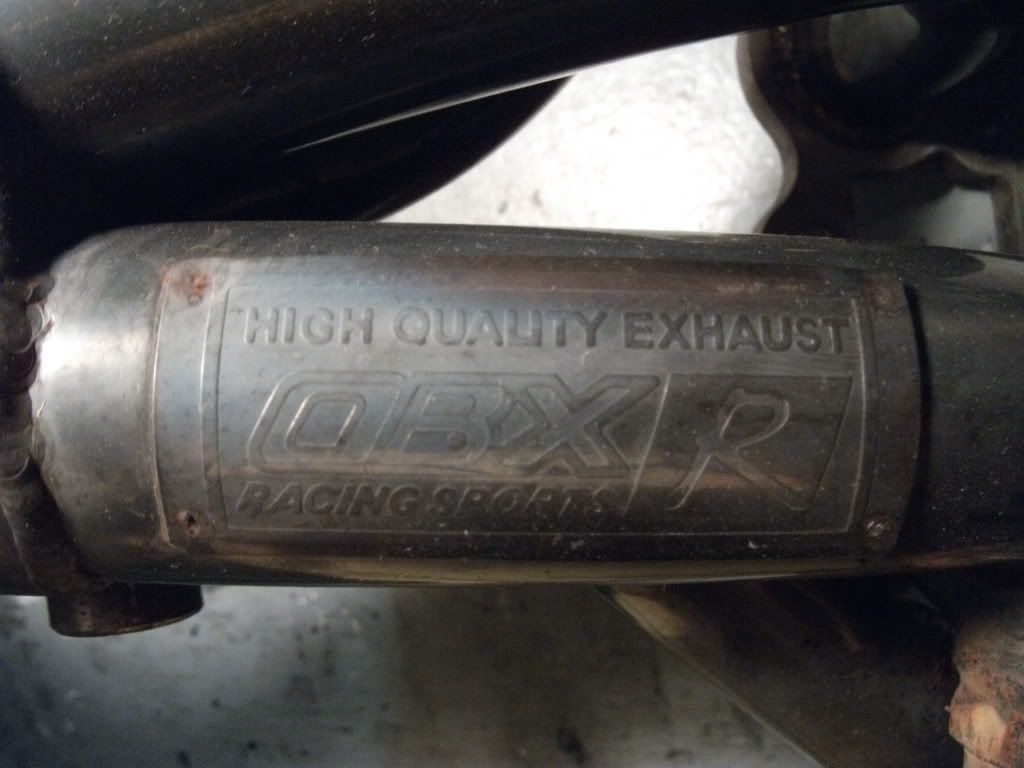 HIGH QUALITY EXHAUST
OBX R
RACING SPORTS